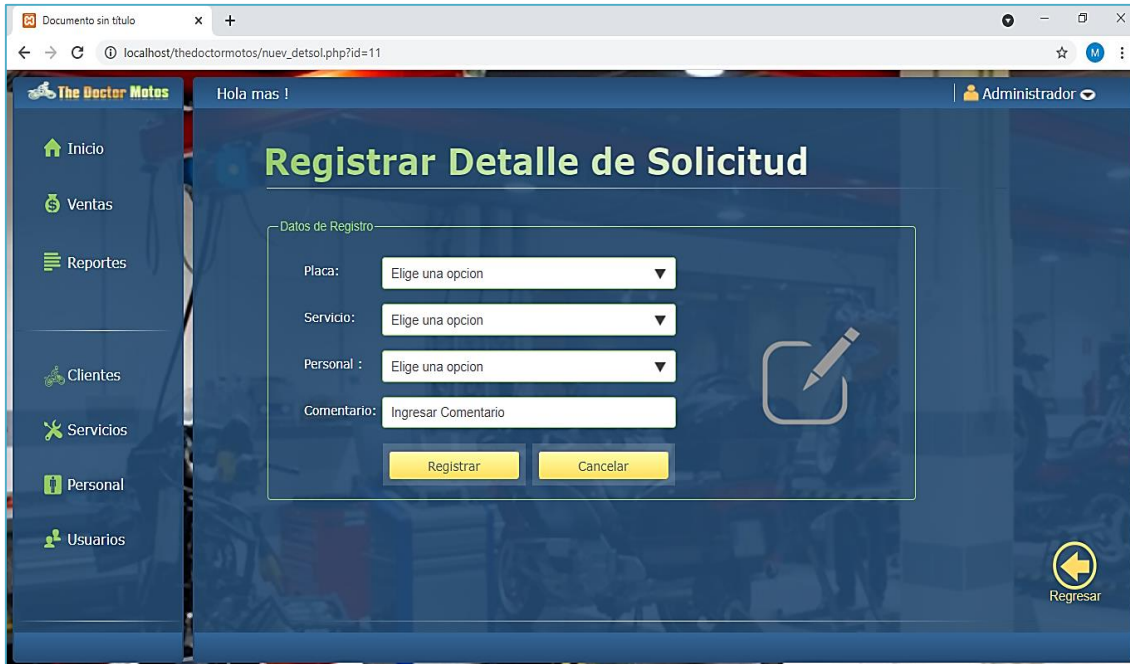 Documento sin título
localhost/thedoctormotos/nuev_detsol.php?id=11
M
The Doctor Motos
Hola mas !
Administrador
Inicio
Ventas
Reportes
Clientes
Servicios
Personal
Usuarios
Registrar Detalle de Solicitud
Datos de Registro
Placa: Elige una opcion
Servicio: Elige una opcion
Personal : Elige una opcion
Comentario: Ingresar Comentario
Registrar Cancelar
Regresar